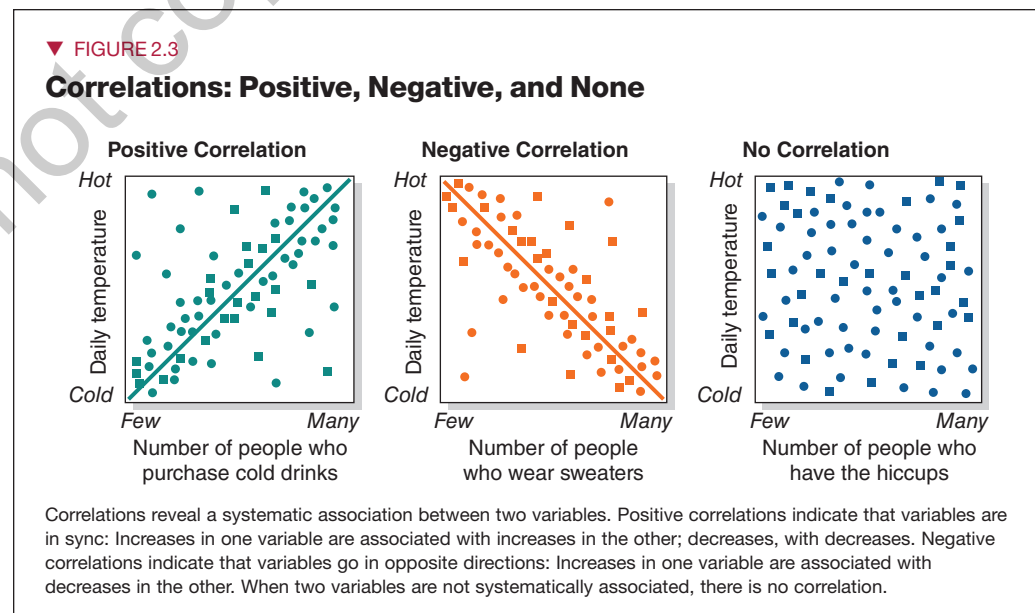 not co
▼ FIGURE 2.3
Correlations: Positive, Negative, and None
Positive Correlation
Negative Correlation
No Correlation
Hot
Daily temperature
Cold
Few
Many
Number of people who
purchase cold drinks
Hot
Daily temperature
Cold
Few
Many
Number of people
who wear sweaters
Hot
Daily temperature
Cold
Few
Many
Number of people who
have the hiccups
Correlations reveal a systematic association between two variables. Positive correlations indicate that variables are
in sync: Increases in one variable are associated with increases in the other; decreases, with decreases. Negative
correlations indicate that variables go in opposite directions: Increases in one variable are associated with
decreases in the other. When two variables are not systematically associated, there is no correlation.